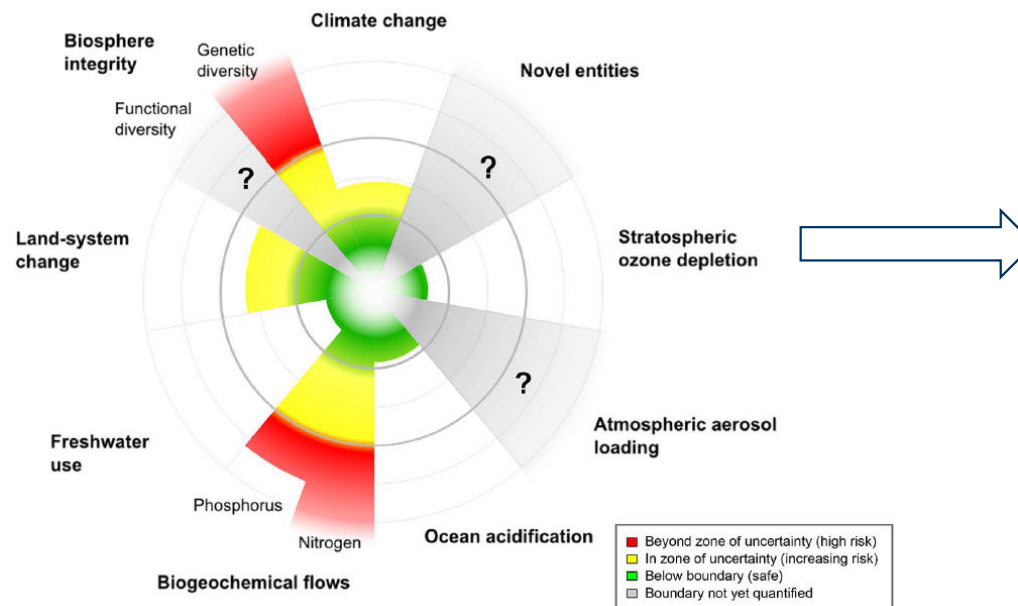 Climate change
Biosphere
integrity
Genetic
diversity
Novel entities
Functional
diversity
?
?
Land-system
change
Stratospheric
ozone depletion
?
Atmospheric aerosol
loading
Freshwater
use
Phosphorus
Nitrogen
Ocean acidification
Biogeochemical flows
Beyond zone of uncertainty (high risk)
In zone of uncertainty (increasing risk)
Below boundary (safe)
Boundary not yet quantified